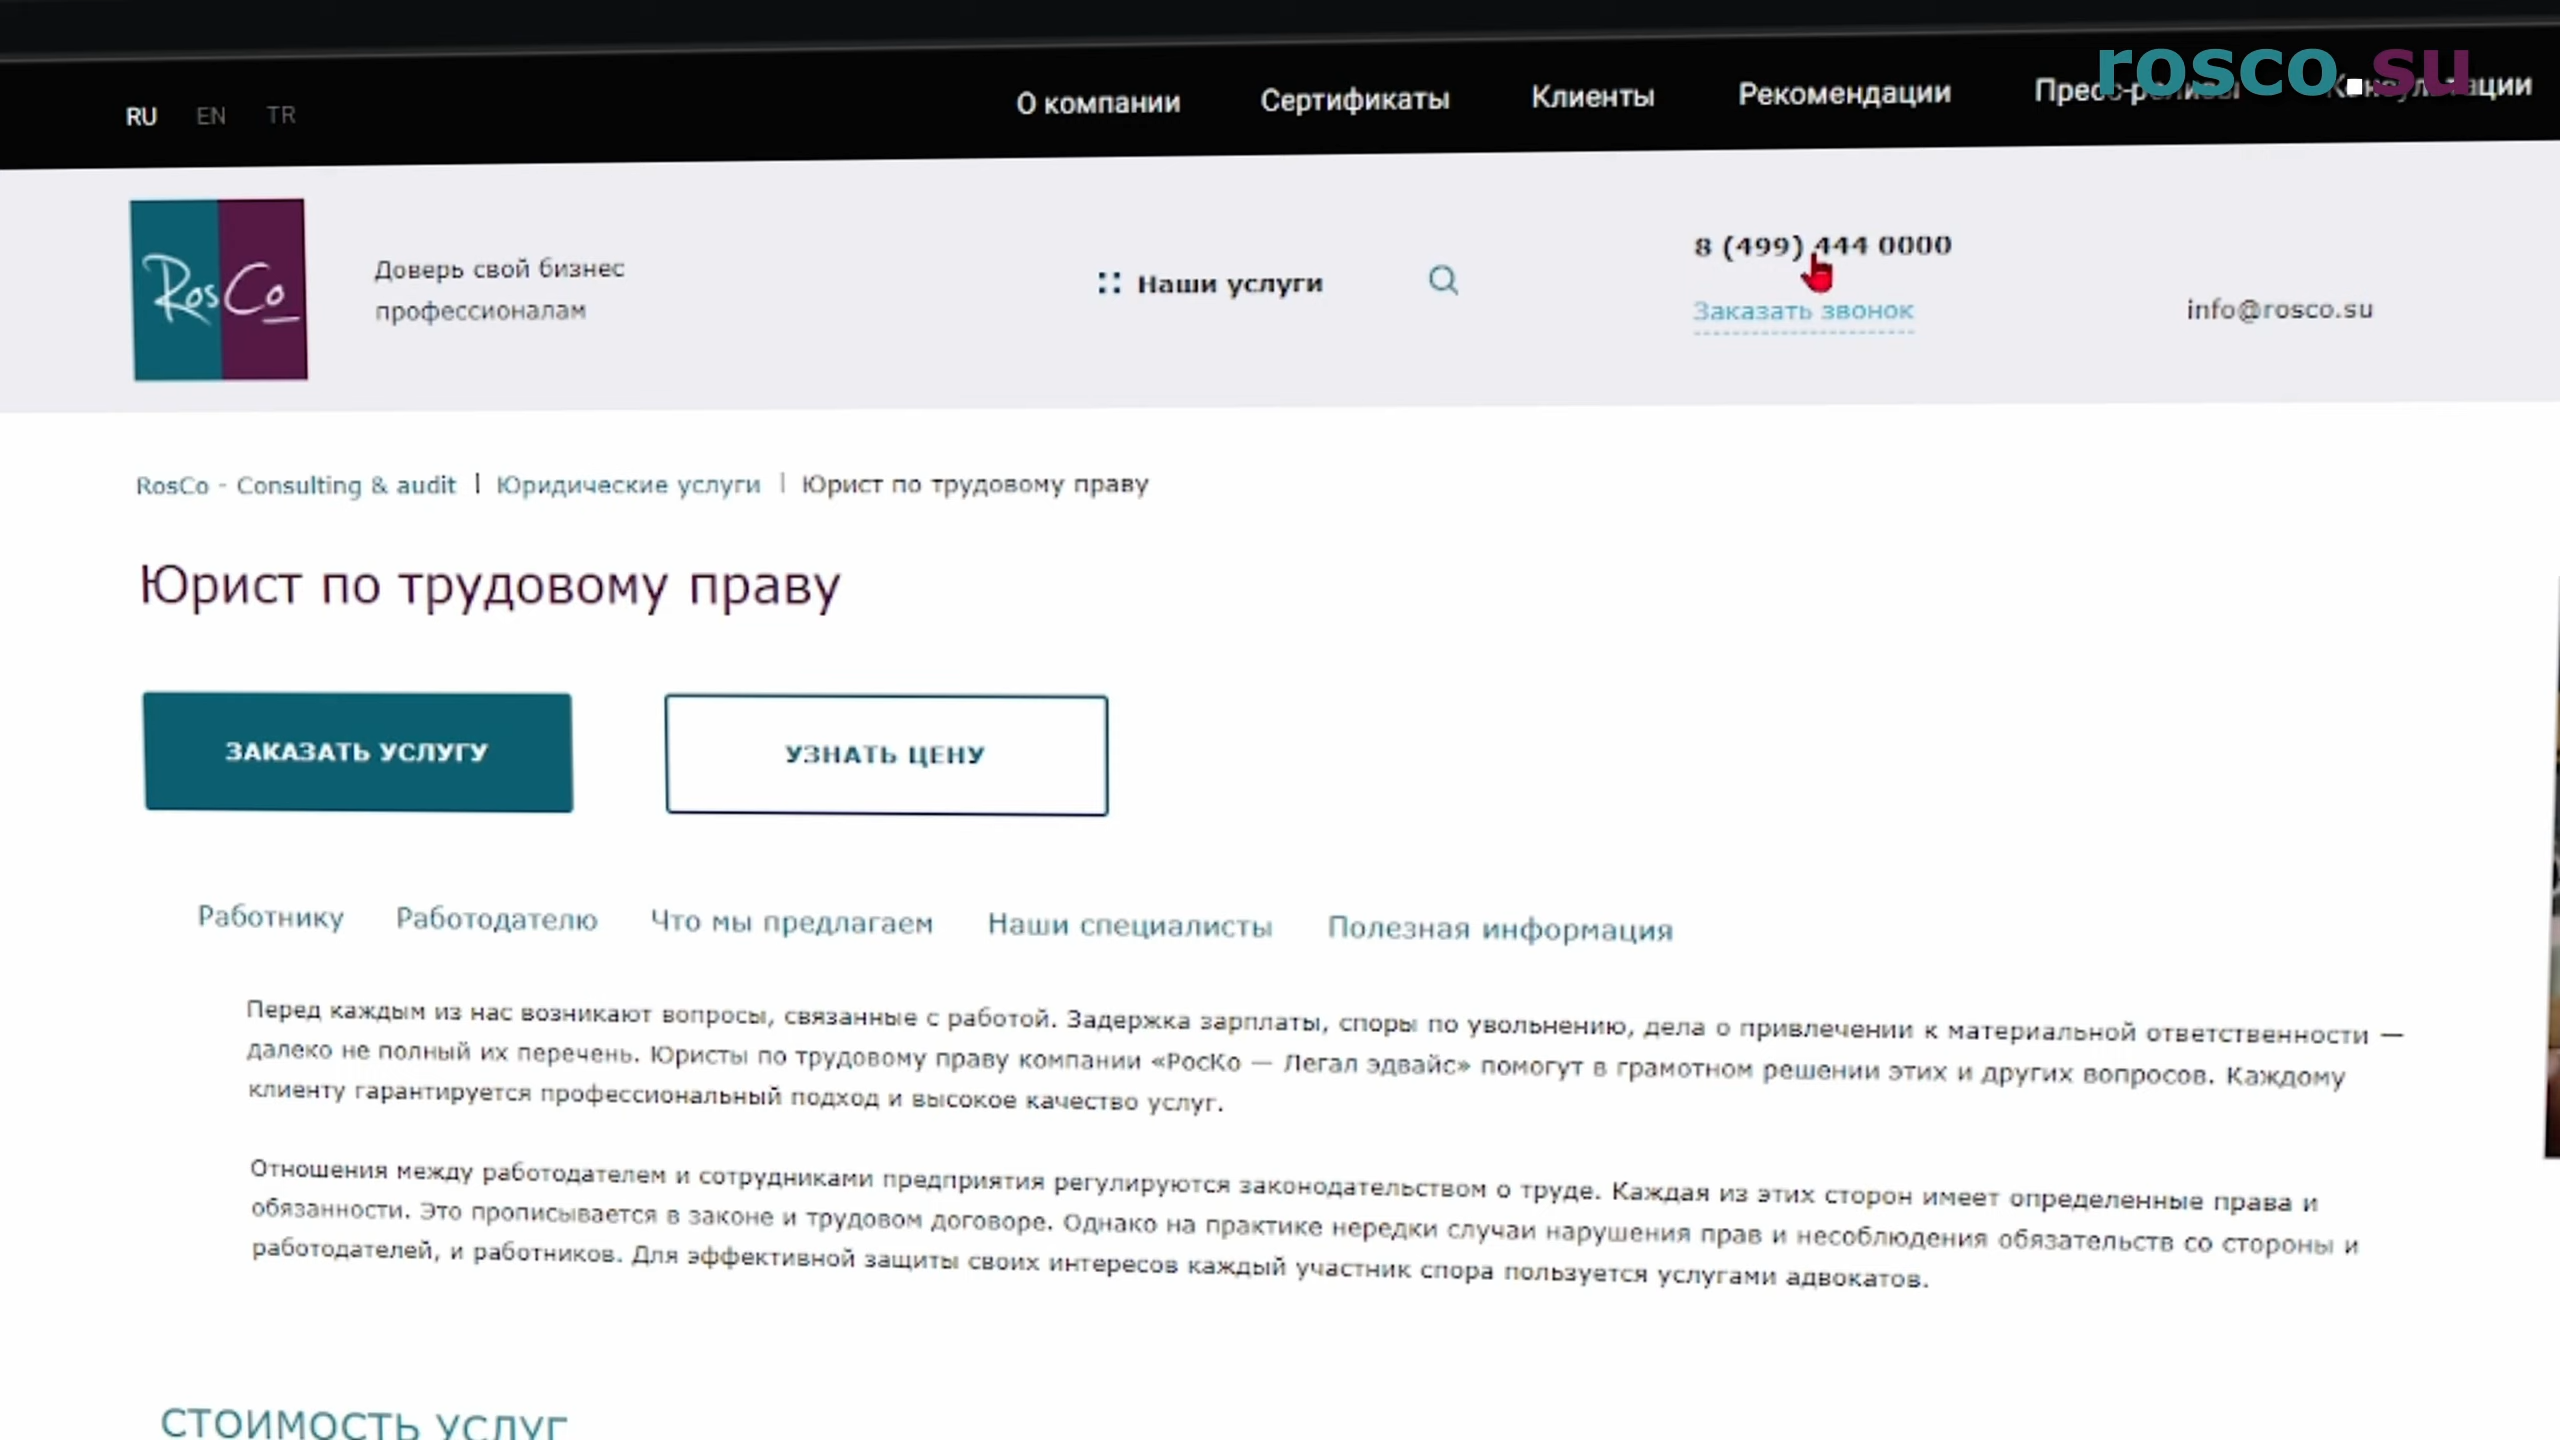 rosco.su
RU EN TR
О компании Сертификаты Клиенты Рекомендации
RosCo
Доверь свой бизнес
профессионалам
Наши услуги
8 (499) 444 0000
Заказать звонок
info@rosco.su
RosCo - Consulting & audit | Юридические услуги | Юрист по трудовому праву
Юрист по трудовому праву
ЗАКАЗАТЬ УСЛУГУ УЗНАТЬ ЦЕНУ
Работнику Работодателю Что мы предлагаем Наши специалисты Полезная информация
Перед каждым из нас возникают вопросы, связанные с работой. Задержка зарплаты, споры по увольнению, дела о привлечении к материальной ответственности —
далеко не полный их перечень. Юристы по трудовому праву компании «РосКо — Легал эдвайс» помогут в грамотном решении этих и других вопросов. Каждому
клиенту гарантируется профессиональный подход и высокое качество услуг.
Отношения между работодателем и сотрудниками предприятия регулируются законодательством о труде. Каждая из этих сторон имеет определенные права и
обязанности. Это прописывается в законе и трудовом договоре. Однако на практике нередки случаи нарушения прав и несоблюдения обязательств со стороны и
работодателей, и работников. Для эффективной защиты своих интересов каждый участник спора пользуется услугами адвокатов.
СТОИМОСТЬ УСЛУГ